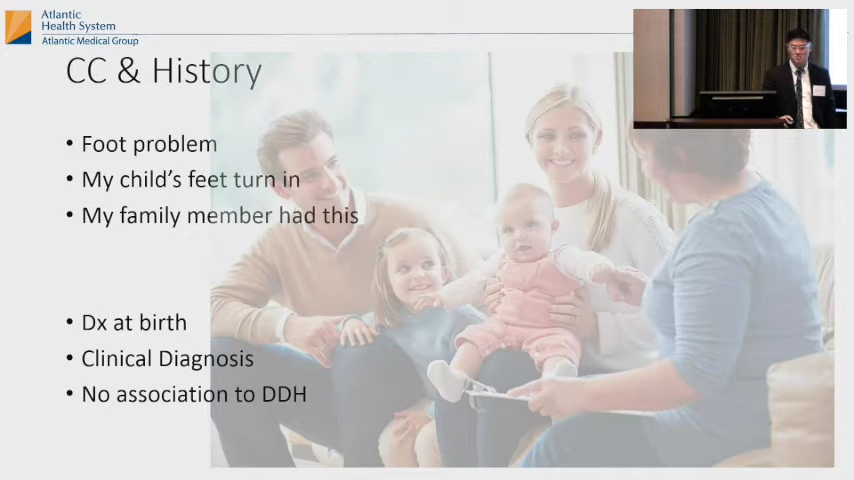 Atlantic
Health System
Atlantic Medical Group
CC & History
• Foot problem
• My child's feet turn in
• My family member had this
• Dx at birth
• Clinical Diagnosis
• No association to DDH